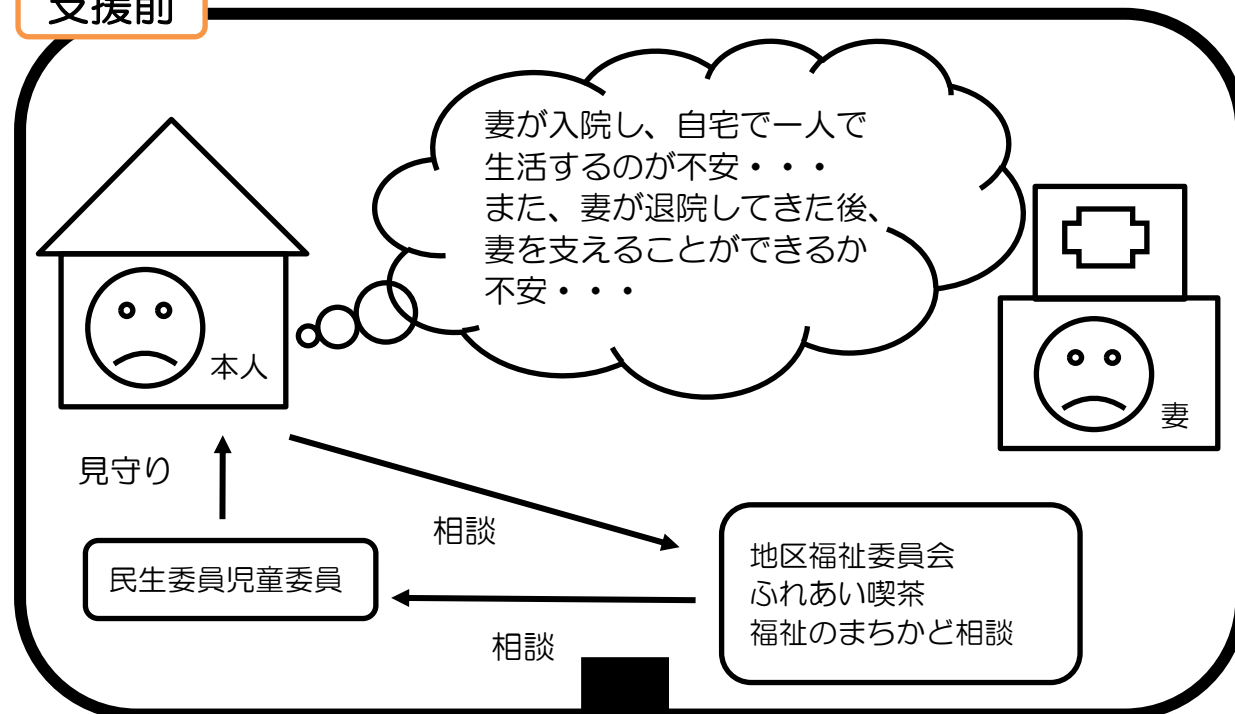 支援前
妻が入院し、自宅で一人で
生活するのが不安・・・
また、妻が退院してきた後、
妻を支えることができるか
不安・・・
本人
妻
見守り
相談
民生委員児童委員
地区福祉委員会
ふれあい喫茶
福祉のまちかど相談
相談